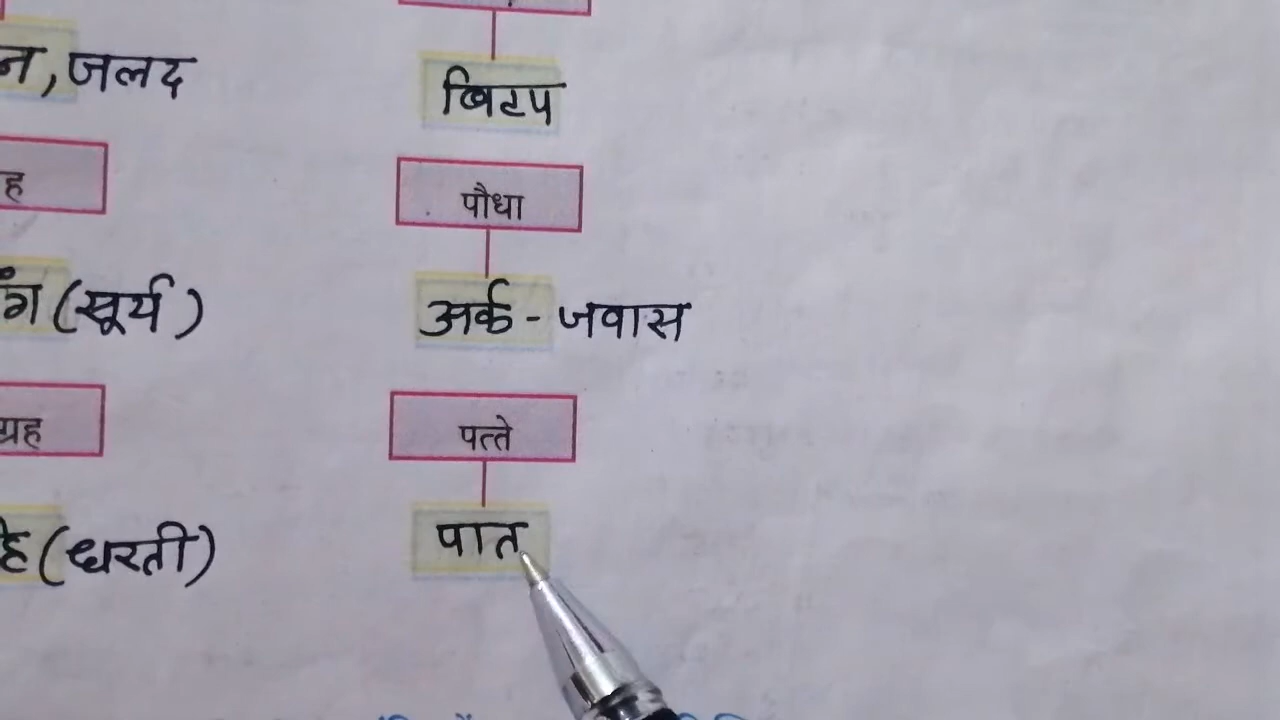 न, जलद
बिटप
ह
पौधा
ंग (सूर्य)
अर्क - जवास
ग्रह
पत्ते
हि (धरती)
पात